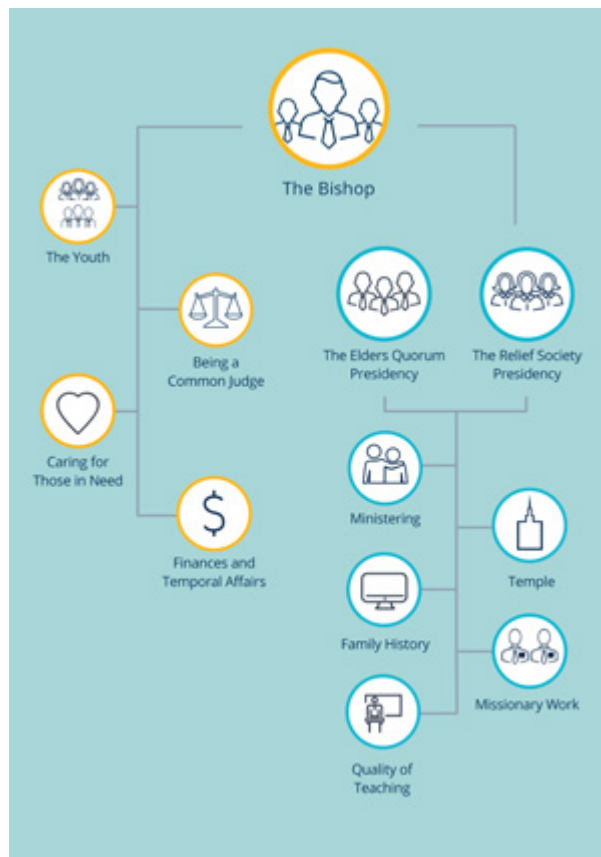 The Bishop
The Youth
Being a
Common Judge
The Elders Quorum
Presidency
The Relief Society
Presidency
Caring for
Those in Need
Ministering
Finances and
Temporal Affairs
Temple
Family History
Missionary Work
Quality of
Teaching
$